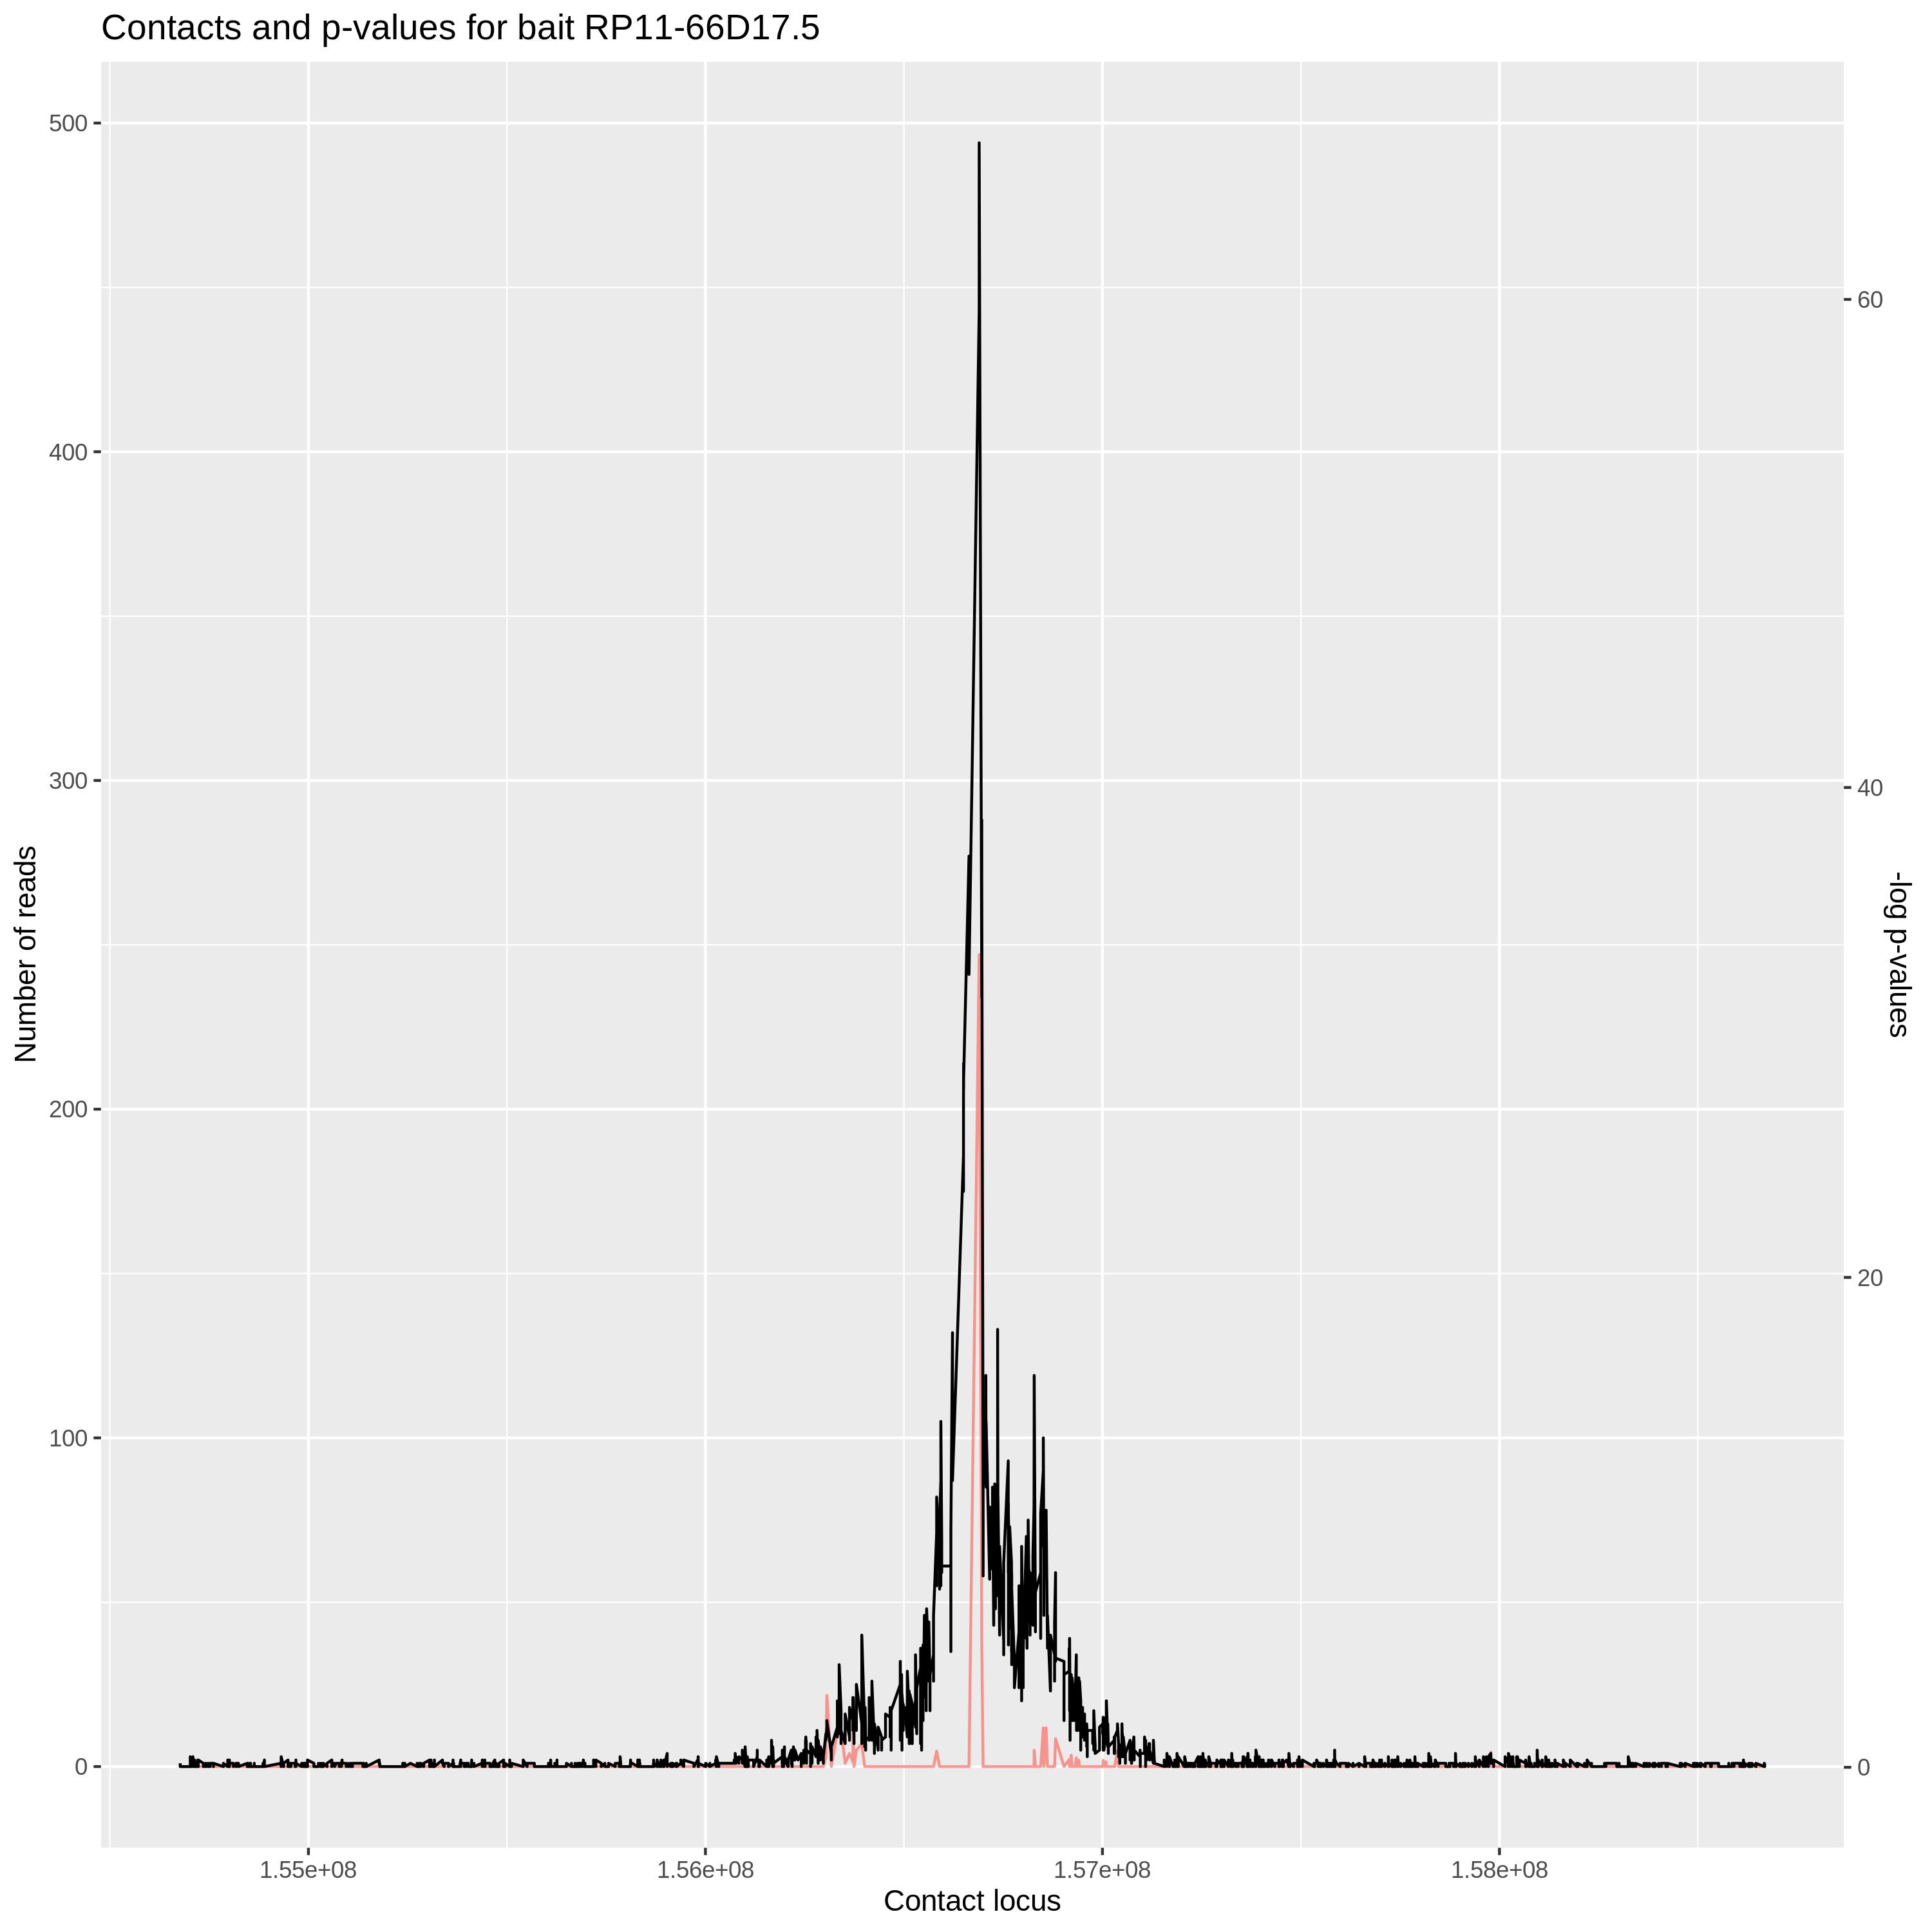 Contacts and p-values for bait RP11-66D17.5
500
400
300
200
100
0
Number of reads
60
40
20
0
-log p-values
1.55e+08
1.56e+08
1.57e+08
1.58e+08
Contact locus